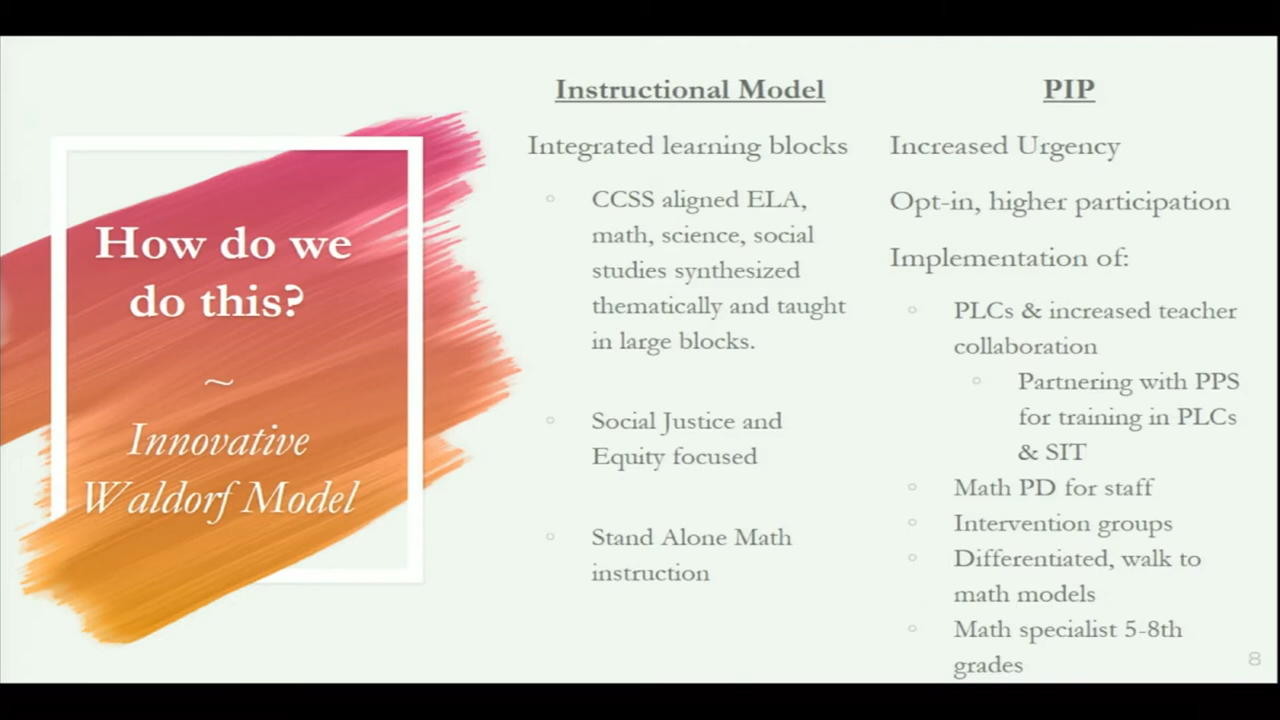 How do we
do this?
~
Innovative
Waldorf Model
Instructional Model
Integrated learning blocks
CCSS aligned ELA,
math, science, social
studies synthesized
thematically and taught
in large blocks.
Social Justice and
Equity focused
Stand Alone Math
instruction
PIP
Increased Urgency
Opt-in, higher participation
Implementation of:
PLCs & increased teacher
collaboration
Partnering with PPS
for training in PLCs
& SIT
Math PD for staff
Intervention groups
Differentiated, walk to
math models
Math specialist 5-8th
grades
8